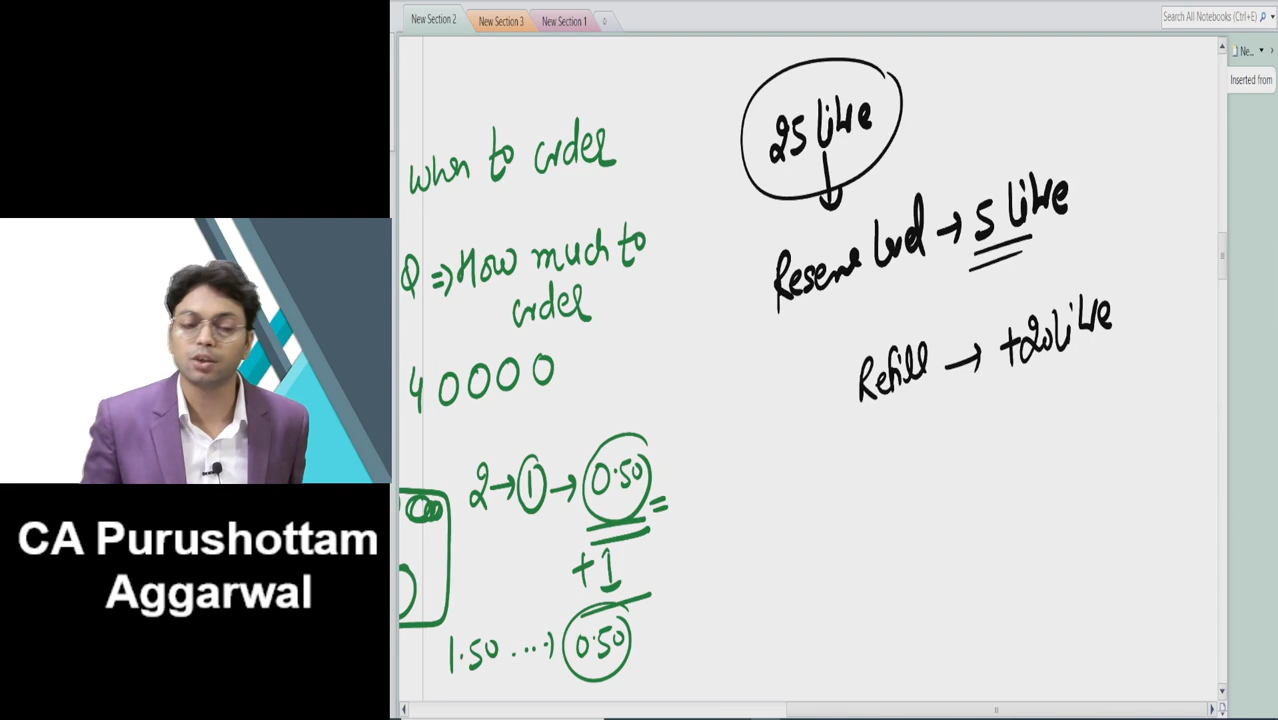 New Section 2
New Section 3
New Section 1
Search All Notebooks (Ctrl+E)
Ne...
Inserted from
when to order
Q ⇒ How much to
order
40000
2 → 1 → 0.50 =
+1
1.50 ...→ 0.50
25 litre
Reserve level → 5 litre
Refill → +20 litre
CA Purushottam
Aggarwal